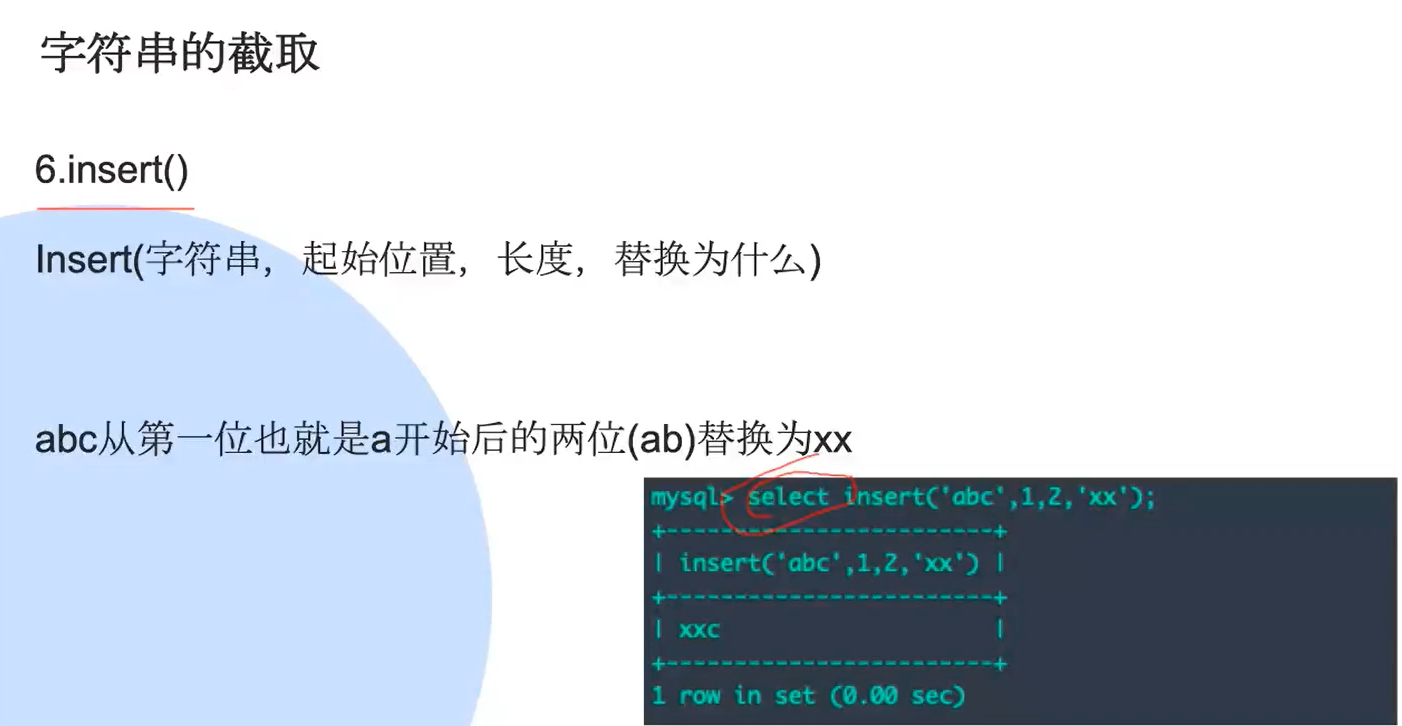 字符串的截取
6.insert()
Insert(字符串, 起始位置, 长度, 替换为什么)
abc从第一位也就是a开始后的两位(ab)替换为xx
mysql> select insert('abc',1,2,'xx');
+-------------------------+
| insert('abc',1,2,'xx') |
+-------------------------+
| xxc |
+-------------------------+
1 row in set (0.00 sec)